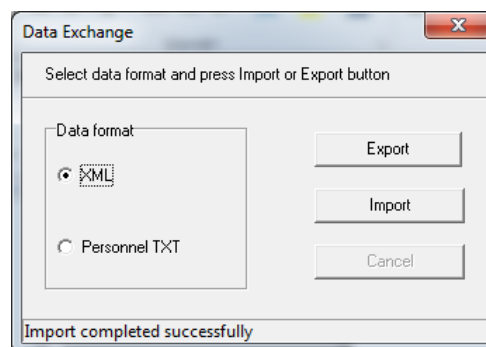 Data Exchange
Select data format and press Import or Export button
Data format
XML
Export
Import
Personnel TXT
Cancel
Import completed successfully